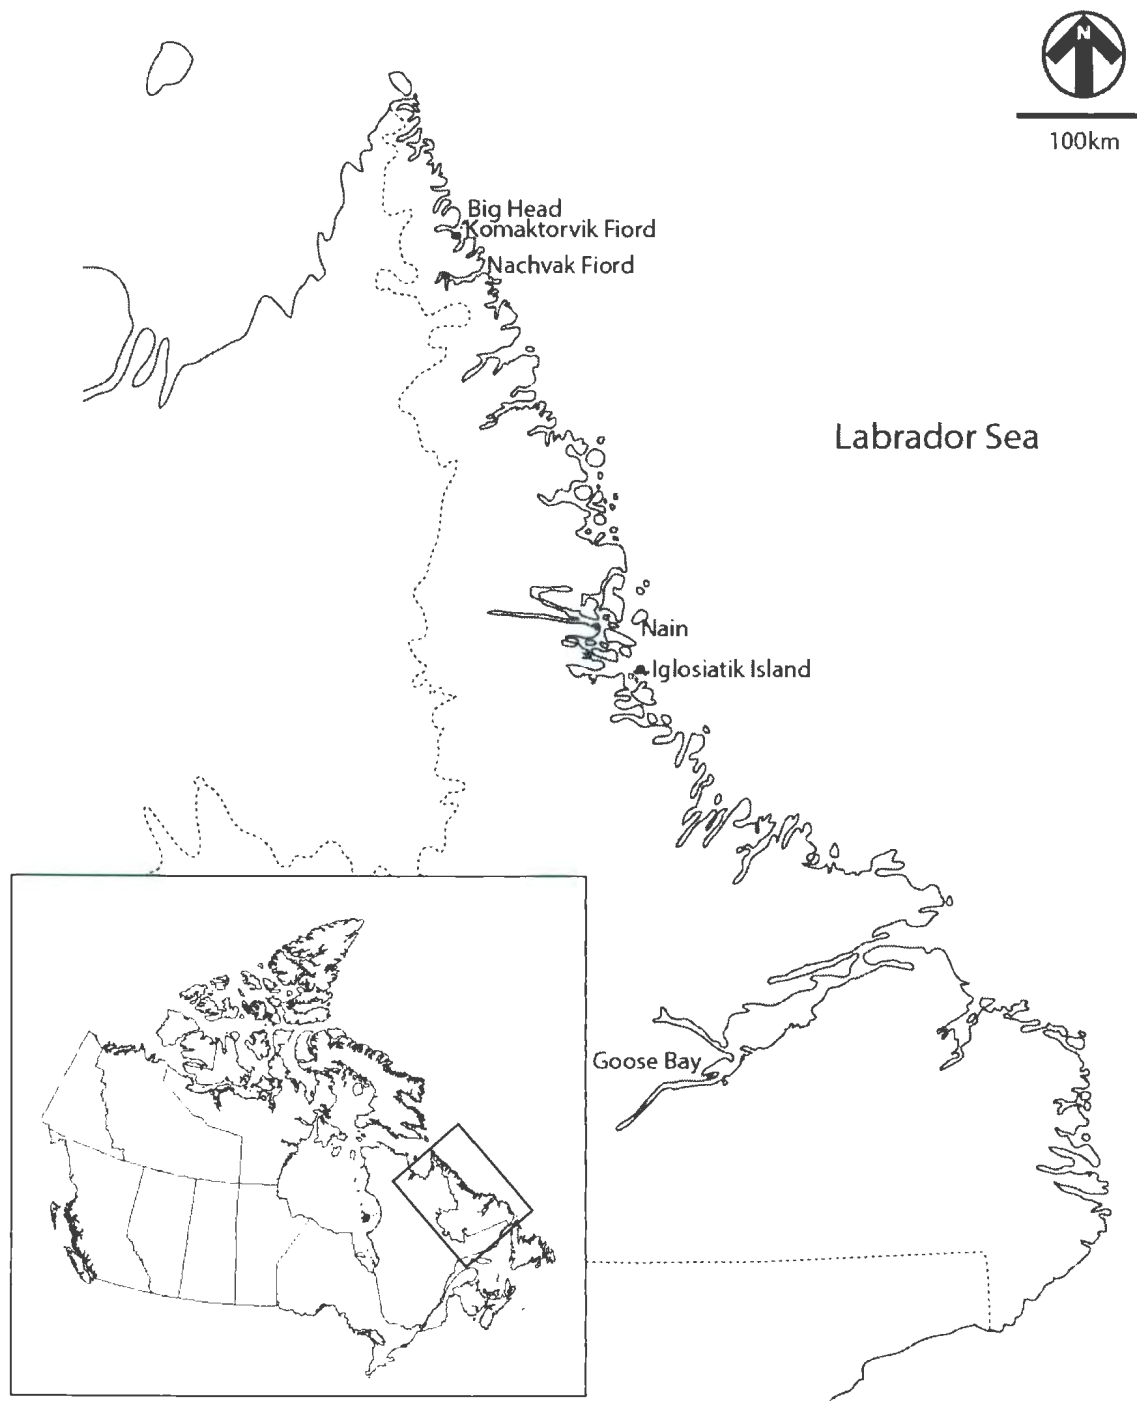 N
100km
Big Head
Komaktorvik Fiord
Nachvak Fiord
Labrador Sea
Nain
Iglosiatik Island
Goose Bay